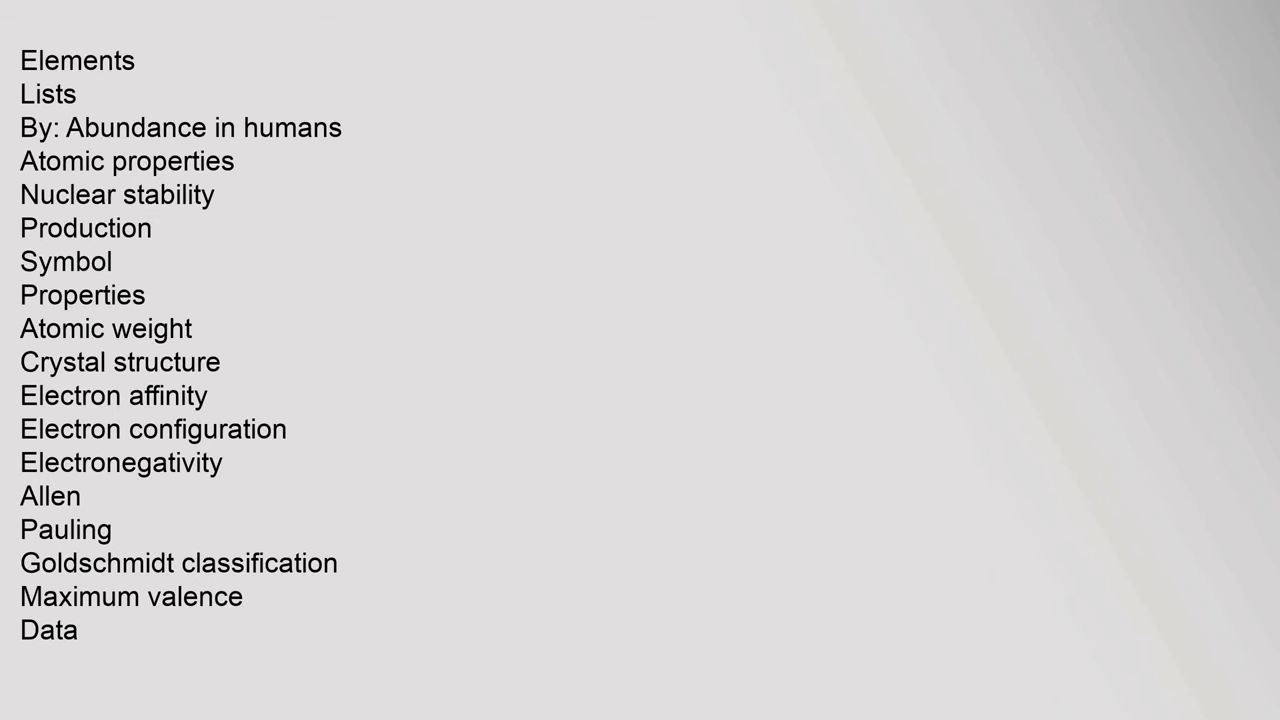 Elements
Lists
By: Abundance in humans
Atomic properties
Nuclear stability
Production
Symbol
Properties
Atomic weight
Crystal structure
Electron affinity
Electron configuration
Electronegativity
Allen
Pauling
Goldschmidt classification
Maximum valence
Data